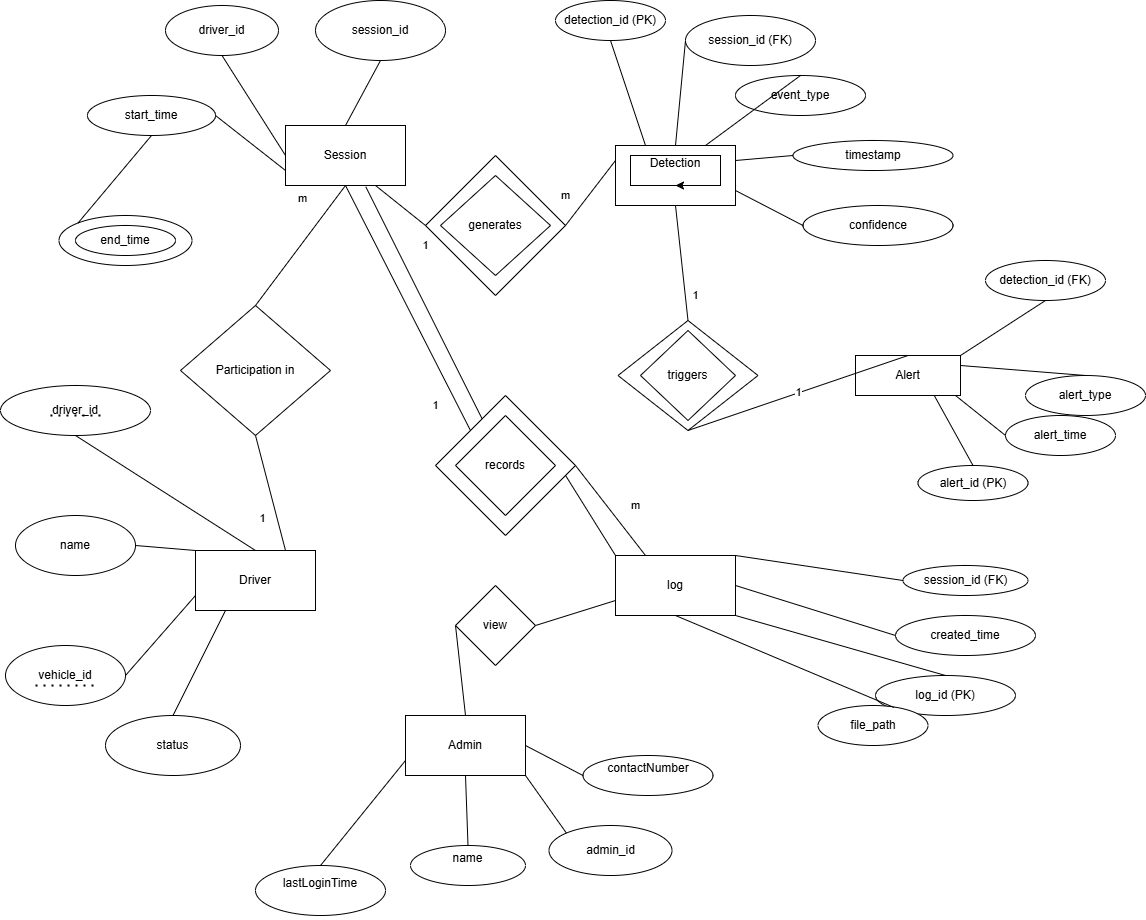 driver_id
session_id
detection_id (PK)
session_id (FK)
event_type
start_time
Session
Detection
timestamp
m
m
generates
confidence
end_time
1
detection_id (FK)
1
Participation in
triggers
Alert
1
alert_type
driver_id
1
alert_time
records
alert_id (PK)
m
1
name
Driver
log
session_id (FK)
view
created_time
vehicle_id
log_id (PK)
file_path
status
Admin
contactNumber
admin_id
name
lastLoginTime